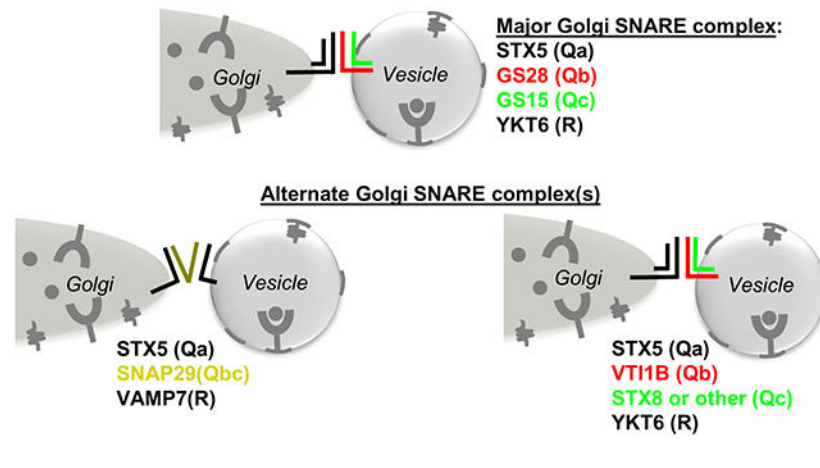 Major Golgi SNARE complex:
STX5 (Qa)
GS28 (Qb)
GS15 (Qc)
YKT6 (R)
Golgi
Vesicle
Alternate Golgi SNARE complex(s)
Golgi
Vesicle
STX5 (Qa)
SNAP29(Qbc)
VAMP7(R)
Golgi
Vesicle
STX5 (Qa)
VTI1B (Qb)
STX8 or other (Qc)
YKT6 (R)